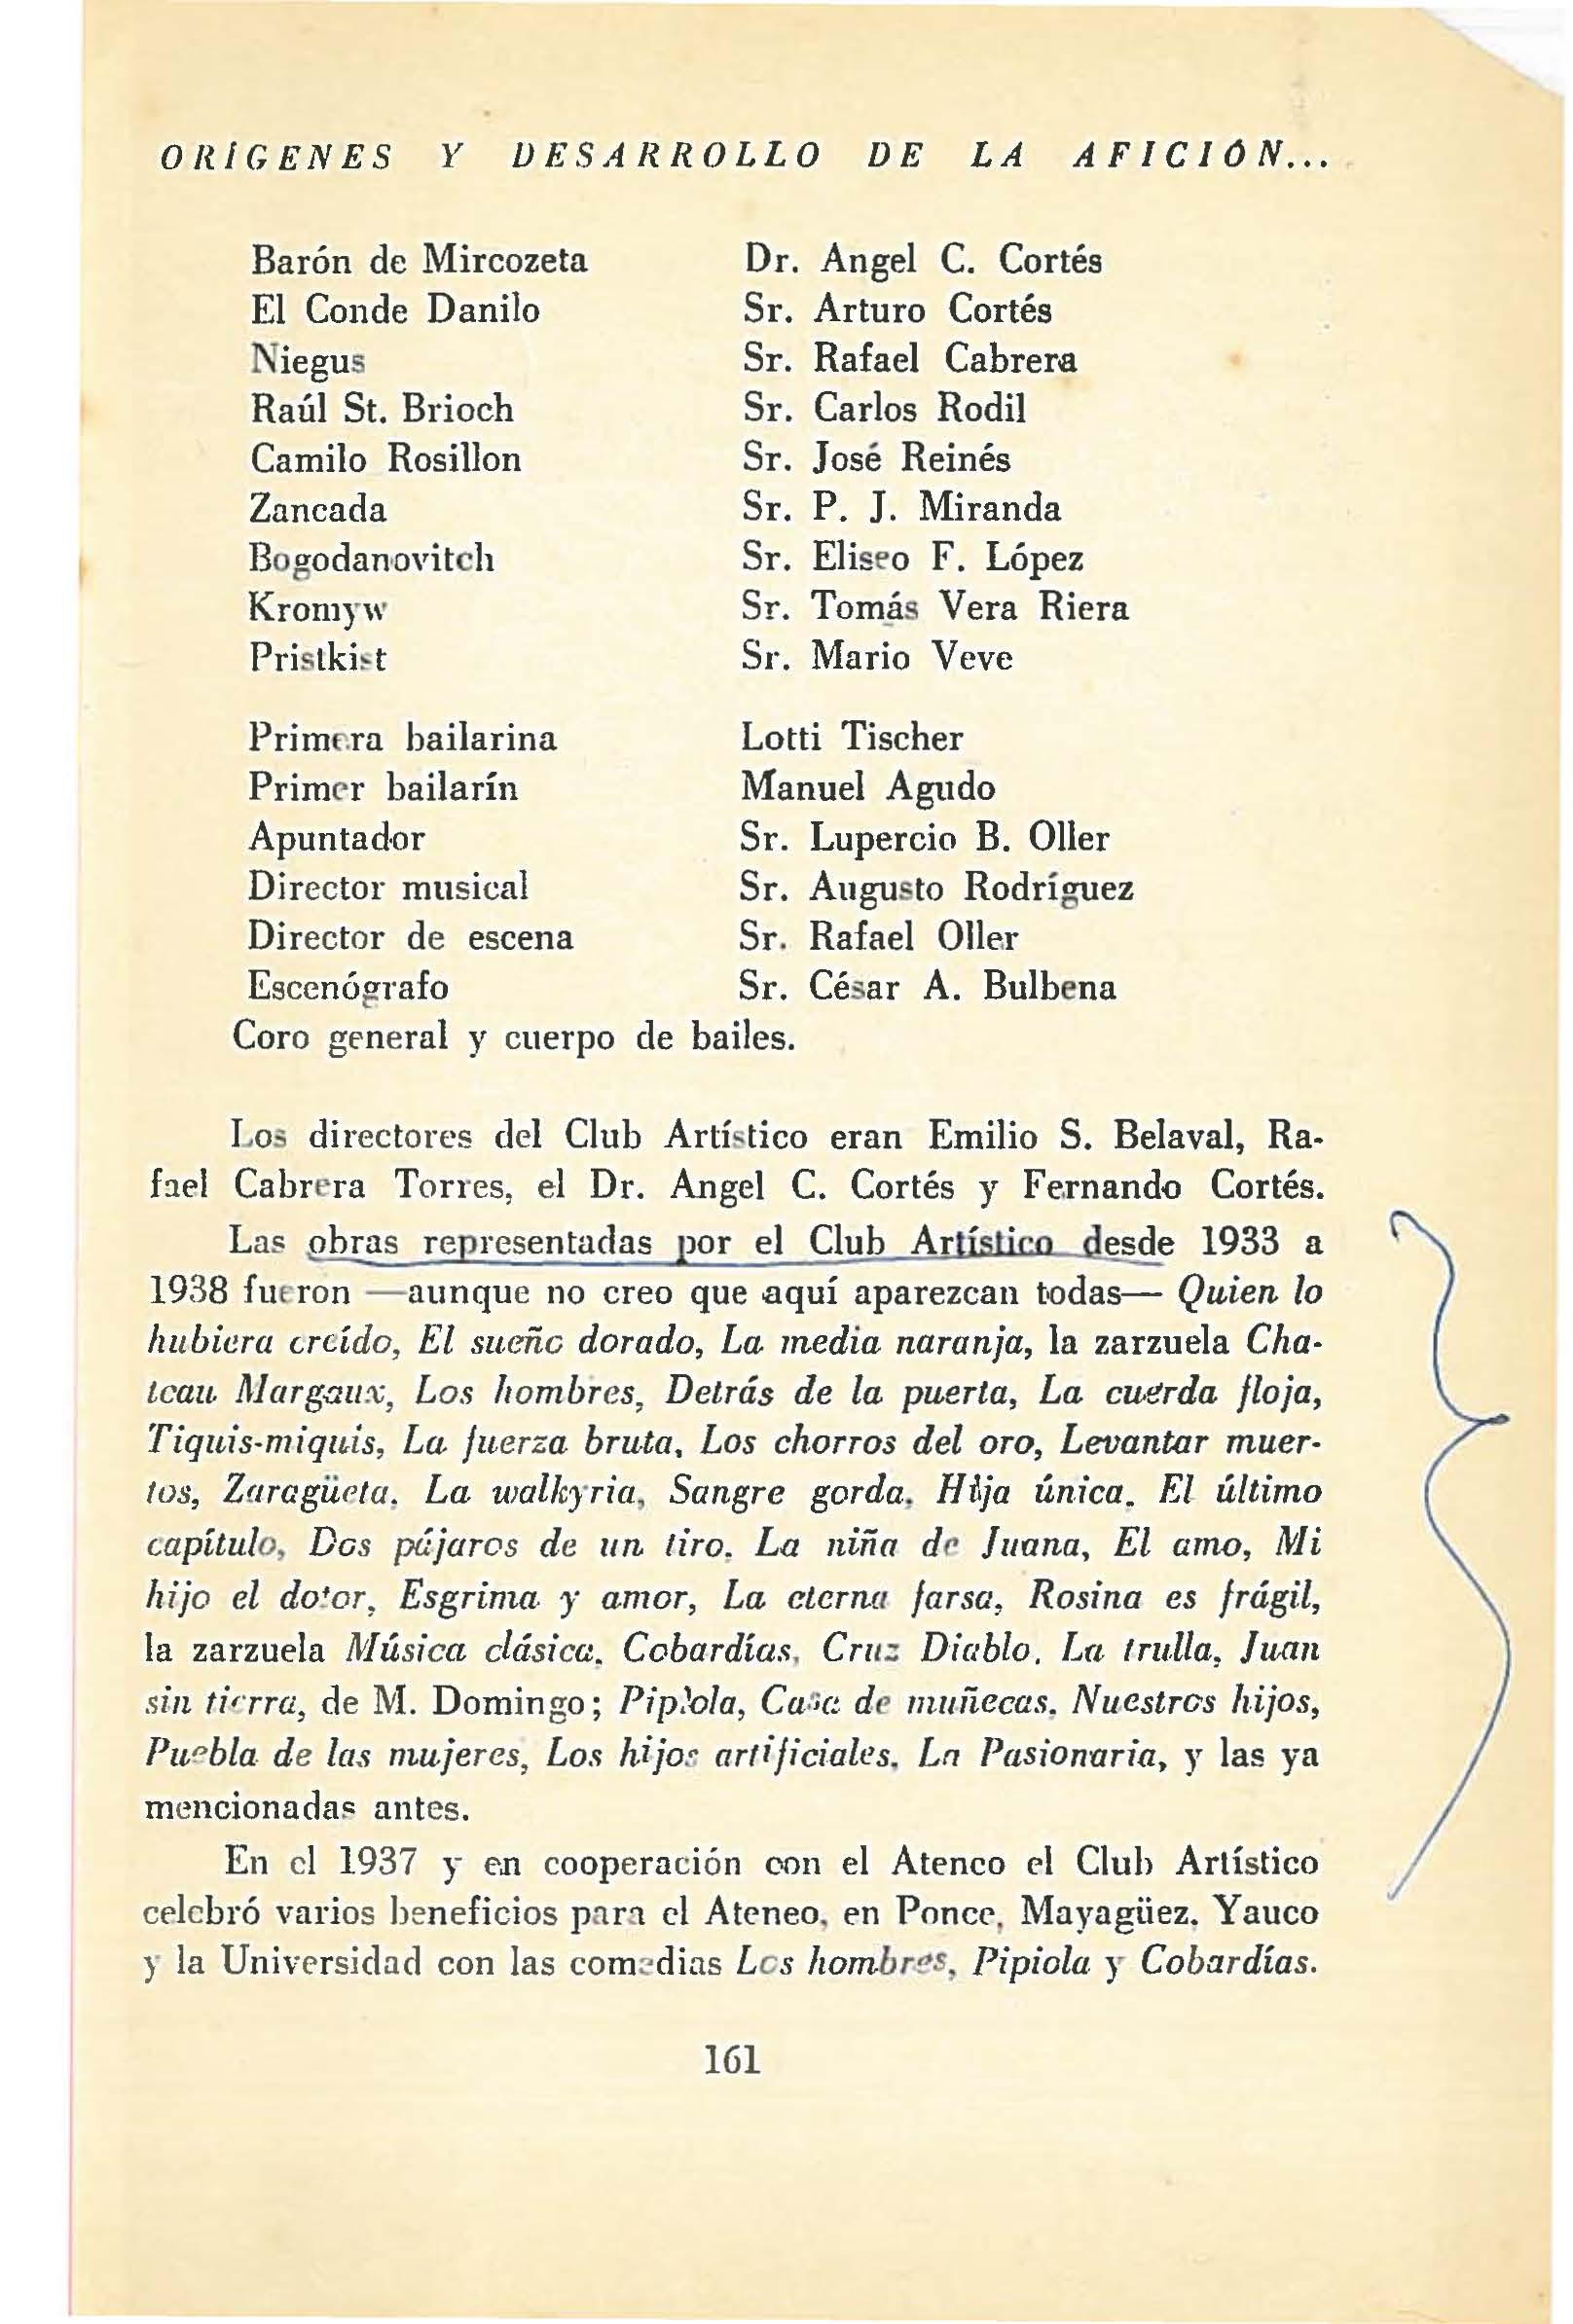 ORÍGENES Y DESARROLLO DE LA AFICIÓN...
Barón de Mircozeta Dr. Angel C. Cortés
El Conde Danilo Sr. Arturo Cortés
Niegus Sr. Rafael Cabrera
Raúl St. Brioch Sr. Carlos Rodil
Camilo Rosillon Sr. José Reinés
Zancada Sr. P. J. Miranda
Bogodanovitch Sr. Eliseo F. López
Kromyw Sr. Tomás Vera Riera
Pristkist Sr. Mario Veve
Primera bailarina Lotti Tischer
Primer bailarín Manuel Agudo
Apuntador Sr. Lupercio B. Oller
Director musical Sr. Augusto Rodríguez
Director de escena Sr. Rafael Oller
Escenógrafo Sr. César A. Bulbena
Coro general y cuerpo de bailes.
Los directores del Club Artístico eran Emilio S. Belaval, Ra-
fael Cabrera Torres, el Dr. Angel C. Cortés y Fernando Cortés.
Las obras representadas por el Club Artístico desde 1933 a
1938 fueron —aunque no creo que aquí aparezcan todas— Quien lo
hubiera creído, El sueño dorado, La media naranja, la zarzuela Cha-
teau Margaux, Los hombres, Detrás de la puerta, La cuerda floja,
Tiquis-miquis, La fuerza bruta, Los chorros del oro, Levantar muer-
tos, Zaragüeta, La walkyria, Sangre gorda, Hija única, El último
capítulo, Dos pájaros de un tiro, La niña de Juana, El amo, Mi
hijo el dotor, Esgrima y amor, La eterna farsa, Rosina es frágil,
la zarzuela Música clásica, Cobardías, Cruz Diablo, La trulla, Juan
sin tierra, de M. Domingo; Pipiola, Casa de muñecas, Nuestros hijos,
Puebla de las mujeres, Los hijos artificiales, La Pasionaria, y las ya
mencionadas antes.
En el 1937 y en cooperación con el Ateneo el Club Artístico
celebró varios beneficios para el Ateneo, en Ponce, Mayagüez, Yauco
y la Universidad con las comedias Los hombres, Pipiola y Cobardías.
161